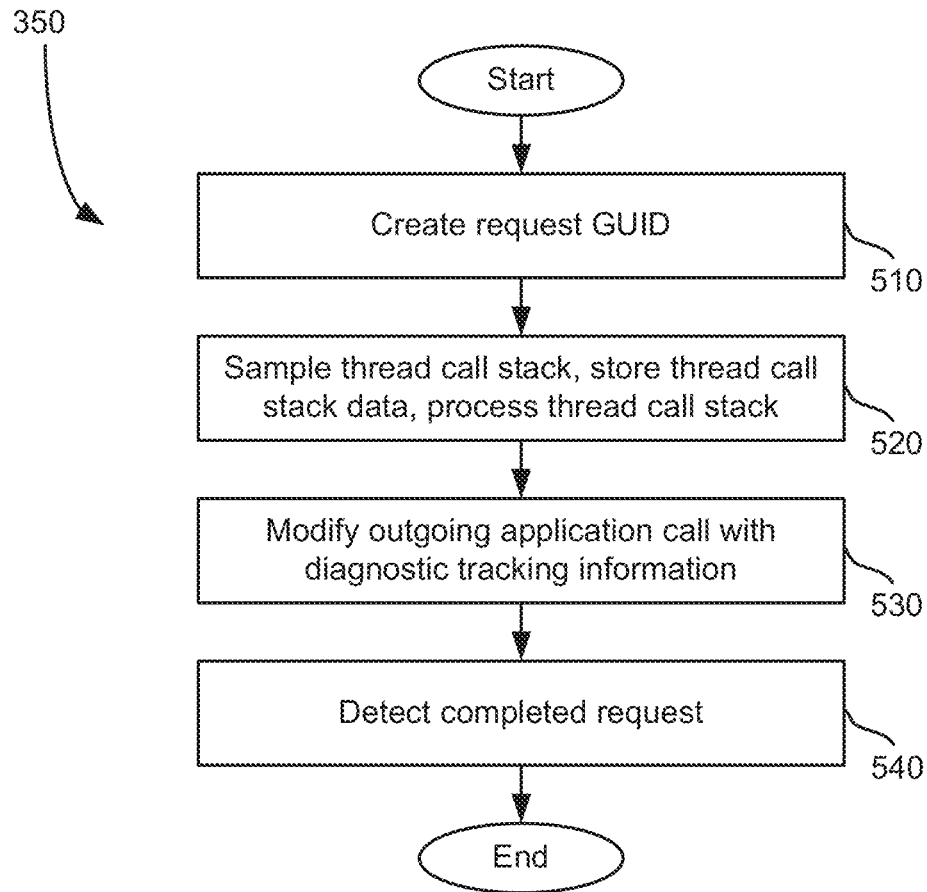 350
Start
Create request GUID
510
Sample thread call stack, store thread call
stack data, process thread call stack
520
Modify outgoing application call with
diagnostic tracking information
530
Detect completed request
540
End